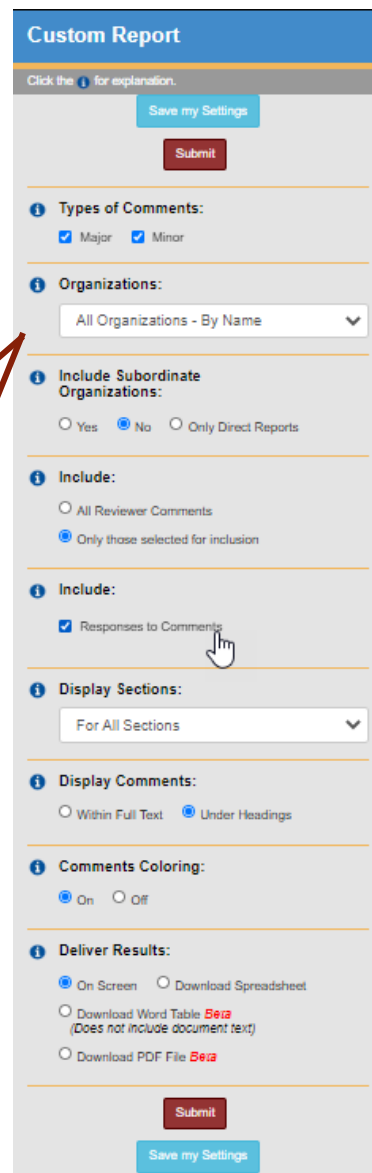 Custom Report
Click the i for explanation.
Save my Settings
Submit
i Types of Comments:
Major Minor
i Organizations:
All Organizations - By Name
i Include Subordinate
Organizations:
Yes No Only Direct Reports
i Include:
All Reviewer Comments
Only those selected for inclusion
i Include:
Responses to Comments
i Display Sections:
For All Sections
i Display Comments:
Within Full Text Under Headings
i Comments Coloring:
On Off
i Deliver Results:
On Screen Download Spreadsheet
Download Word Table Beta
(Does not include document text)
Download PDF File Beta
Submit
Save my Settings